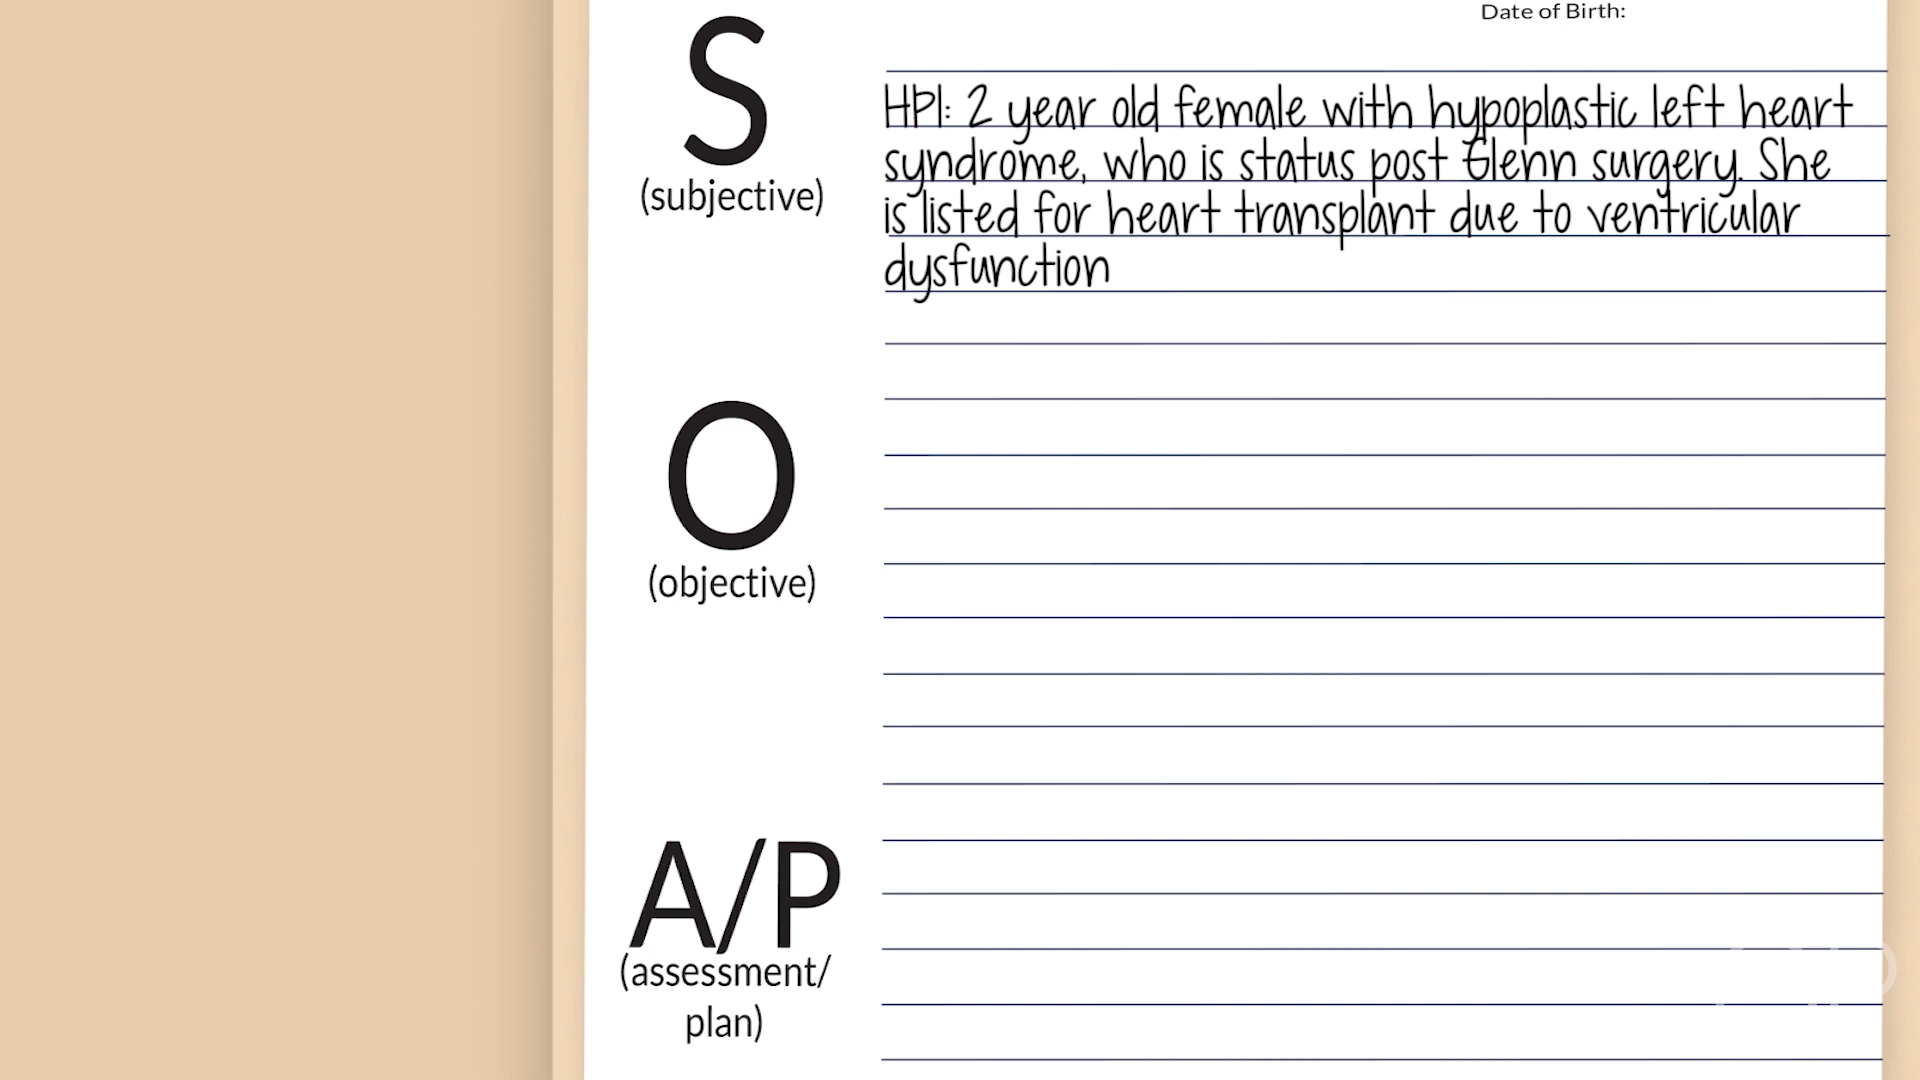 Date of Birth:
S
(subjective)
HPI: 2 year old female with hypoplastic left heart
syndrome, who is status post Glenn surgery. She
is listed for heart transplant due to ventricular
dysfunction
O
(objective)
A/P
(assessment/
plan)